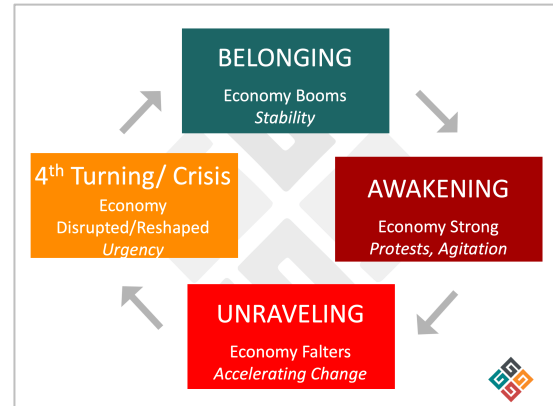 BELONGING
Economy Booms
Stability
AWAKENING
Economy Strong
Protests, Agitation
UNRAVELING
Economy Falters
Accelerating Change
4th Turning/ Crisis
Economy
Disrupted/Reshaped
Urgency